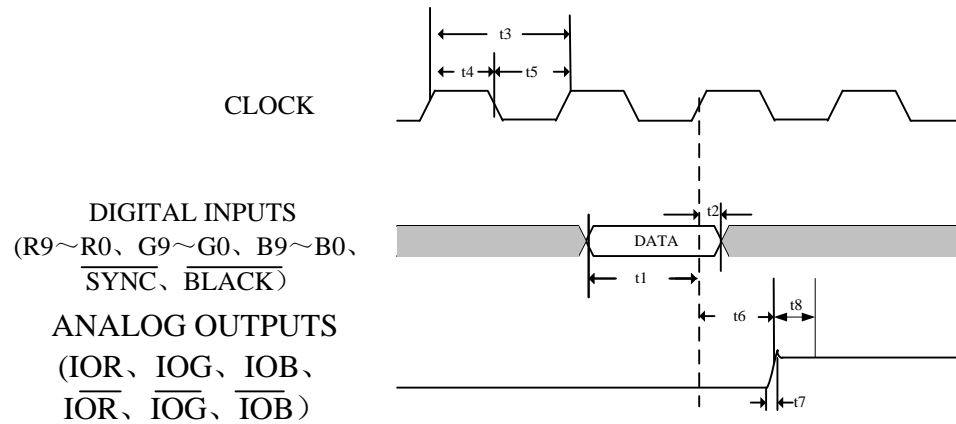 t3
t4 t5
CLOCK
DIGITAL INPUTS
(R9～R0、G9～G0、B9～B0、
SYNC、BLACK）
t2
DATA
t1
ANALOG OUTPUTS
(IOR、IOG、IOB、
IOR、IOG、IOB）
t6
t8
t7